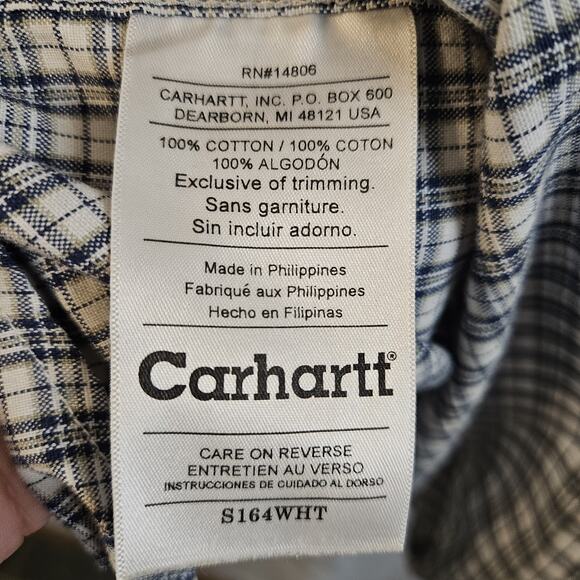 RN#14806
CARHARTT, INC. P.O. BOX 600
DEARBORN, MI 48121 USA
100% COTTON / 100% COTON
100% ALGODÓN
Exclusive of trimming.
Sans garniture.
Sin incluir adorno.
Made in Philippines
Fabriqué aux Philippines
Hecho en Filipinas
Carhartt®
CARE ON REVERSE
ENTRETIEN AU VERSO
INSTRUCCIONES DE CUIDADO AL DORSO
S164WHT